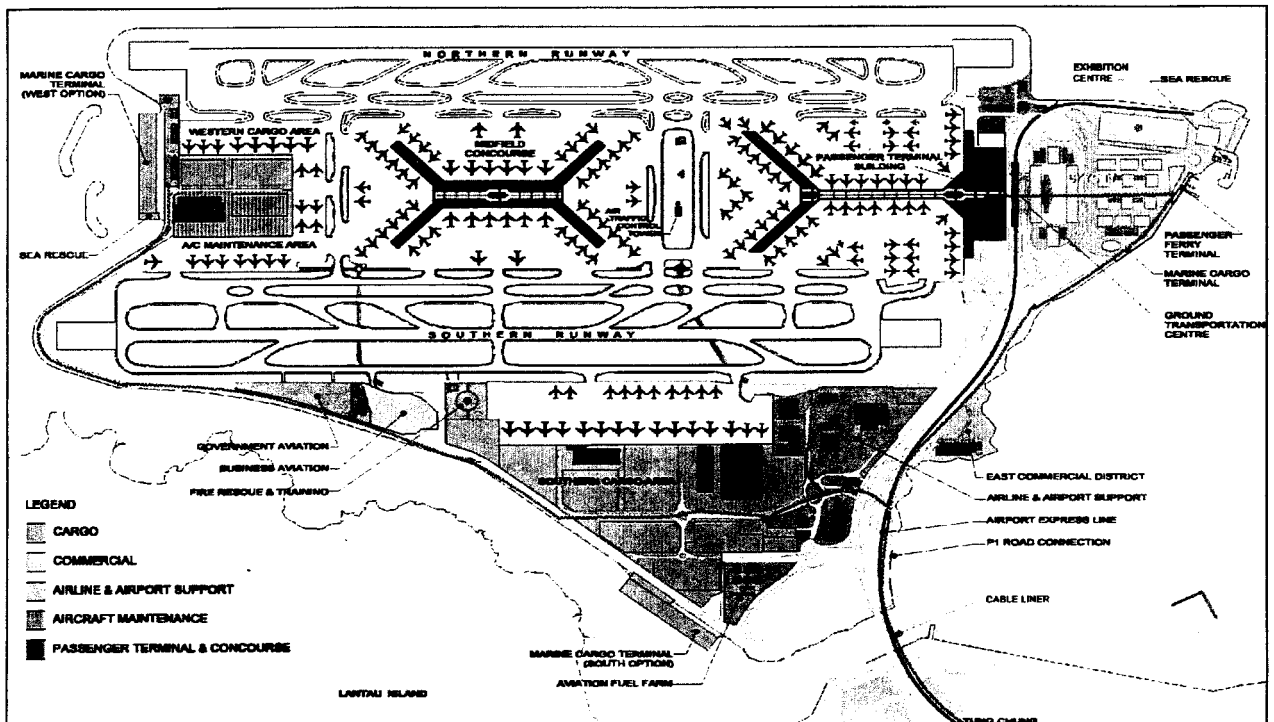 NORTHERN RUNWAY
MARINE CARGO
TERMINAL
(WEST OPTION)
EXHIBITION
CENTRE
SEA RESCUE
WESTERN CARGO AREA
MIDFIELD
CONCOURSE
PASSENGER TERMINAL
BUILDING
AIR
TRAFFIC
CONTROL
TOWER
A/C MAINTENANCE AREA
SEA RESCUE
PASSENGER
FERRY
TERMINAL
MARINE CARGO
TERMINAL
GROUND
TRANSPORTATION
CENTRE
SOUTHERN RUNWAY
GOVERNMENT AVIATION
BUSINESS AVIATION
FIRE RESCUE & TRAINING
SOUTHERN CARGO AREA
EAST COMMERCIAL DISTRICT
AIRLINE & AIRPORT SUPPORT
AIRPORT EXPRESS LINE
P1 ROAD CONNECTION
CABLE LINER
LEGEND
CARGO
COMMERCIAL
AIRLINE & AIRPORT SUPPORT
AIRCRAFT MAINTENANCE
PASSENGER TERMINAL & CONCOURSE
MARINE CARGO TERMINAL
(SOUTH OPTION)
AVIATION FUEL FARM
LANTAU ISLAND
TUNG CHUNG